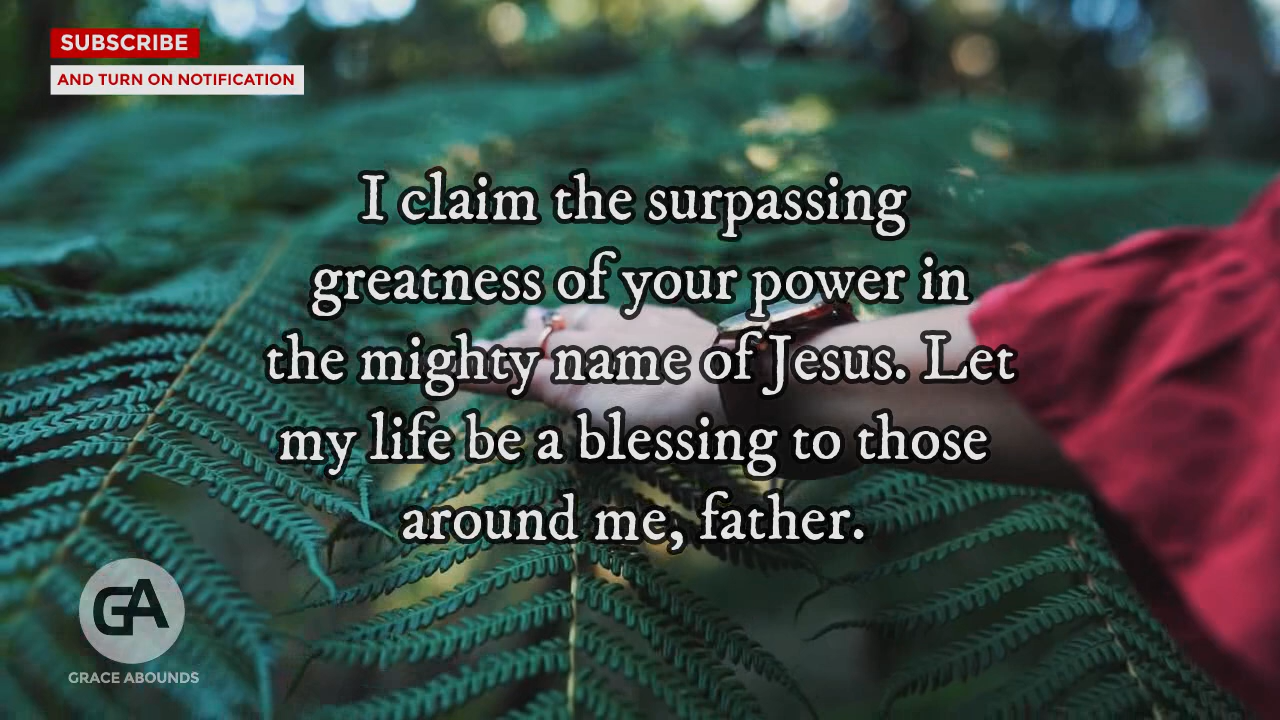 SUBSCRIBE
AND TURN ON NOTIFICATION
I claim the surpassing
greatness of your power in
the mighty name of Jesus. Let
my life be a blessing to those
around me, father.
GA
GRACE ABOUNDS